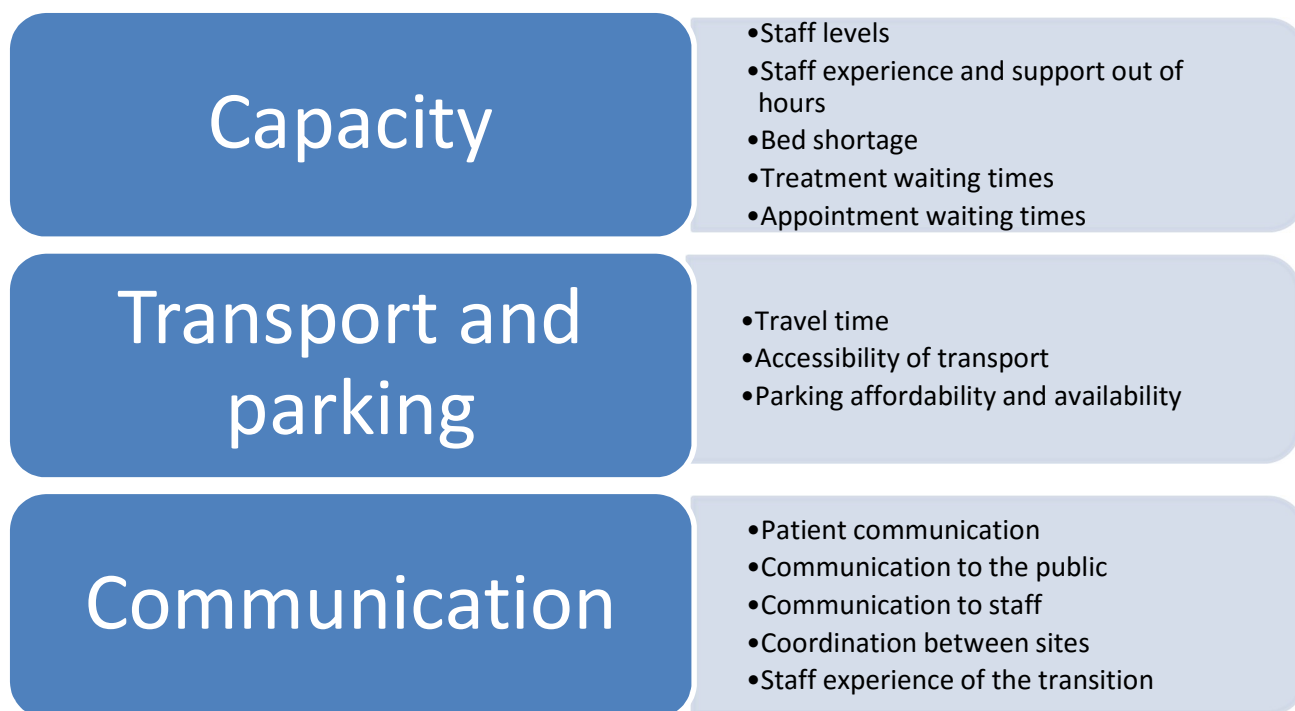 Capacity
•Staff levels
•Staff experience and support out of
hours
•Bed shortage
•Treatment waiting times
•Appointment waiting times
Transport and
parking
•Travel time
•Accessibility of transport
•Parking affordability and availability
Communication
•Patient communication
•Communication to the public
•Communication to staff
•Coordination between sites
•Staff experience of the transition